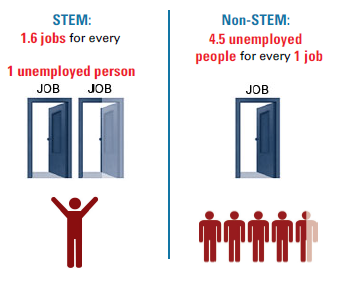 STEM:
1.6 jobs for every
1 unemployed person
JOB JOB
Non-STEM:
4.5 unemployed
people for every 1 job
JOB